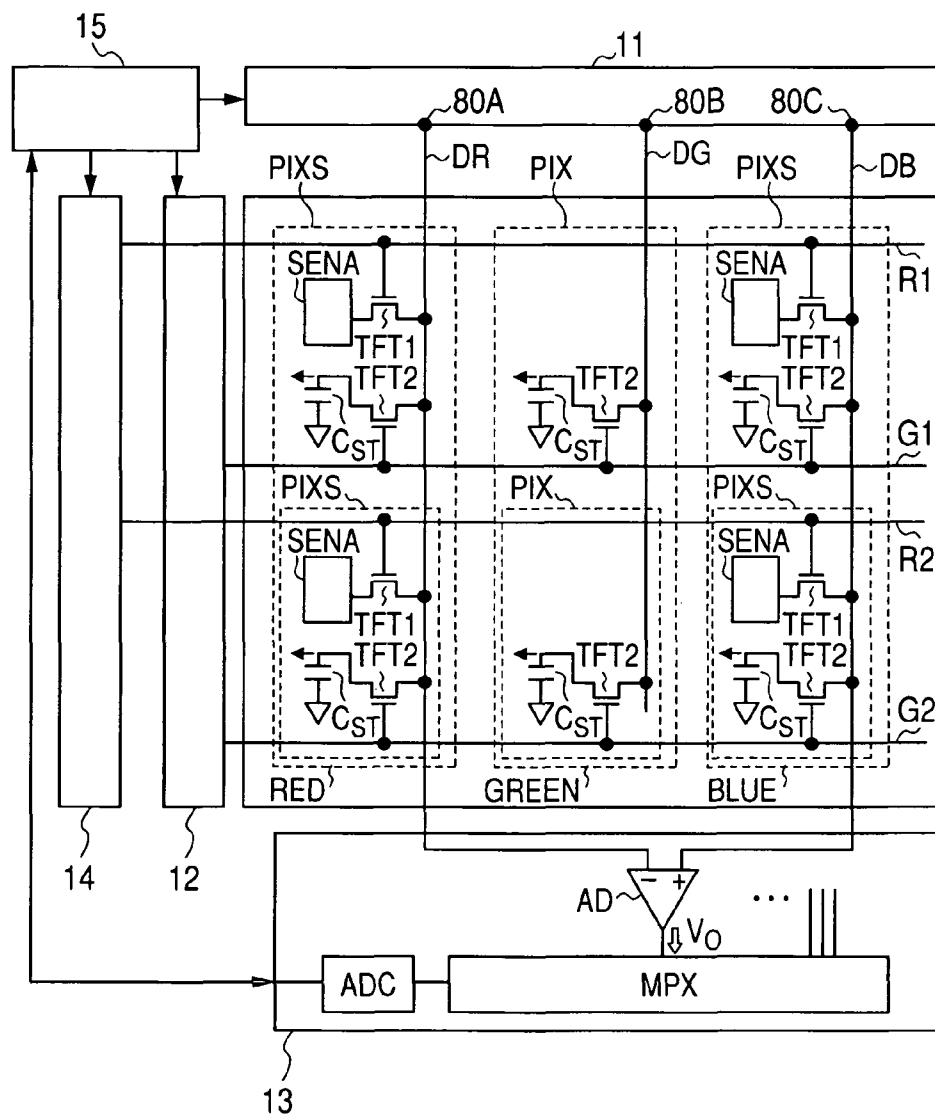 15
11
80A 80B 80C
DR DG DB
PIXS PIX PIXS
SENA SENA
R1
TFT1 TFT1
TFT2 TFT2 TFT2
CST CST CST
G1
PIXS PIX PIXS
SENA SENA
R2
TFT1 TFT1
TFT2 TFT2 TFT2
CST CST CST
G2
RED GREEN BLUE
14 12
AD − + ...
VO
ADC MPX
13